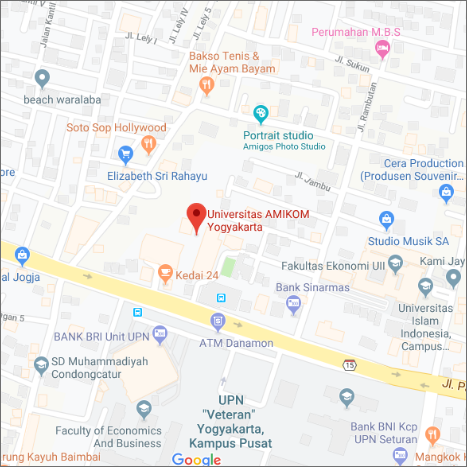 Jalan Kantil
Jl. Lely IV
Jl. Lely 5
Jl. Lely I
Perumahan M.B.S
Jl. Sukun
Bakso Tenis &
Mie Ayam Bayam
beach waralaba
Jl. Rambutan
Soto Sop Hollywood
Portrait studio
Amigos Photo Studio
Elizabeth Sri Rahayu
Jl. Jambu
Cera Production
(Produsen Souvenir...
ore
Universitas AMIKOM
Yogyakarta
Studio Musik SA
al Jogja
Kedai 24
Fakultas Ekonomi UII
Kami Jay
Bank Sinarmas
Universitas
Islam
Indonesia,
Campus...
gan 5
BANK BRI Unit UPN
ATM Danamon
SD Muhammadiyah
Condongcatur
15
Jl. P
UPN
"Veteran"
Yogyakarta,
Kampus Pusat
Faculty of Economics
And Business
Bank BNI Kcp
UPN Seturan
rung Kayuh Baimbai
Google
Mangkok